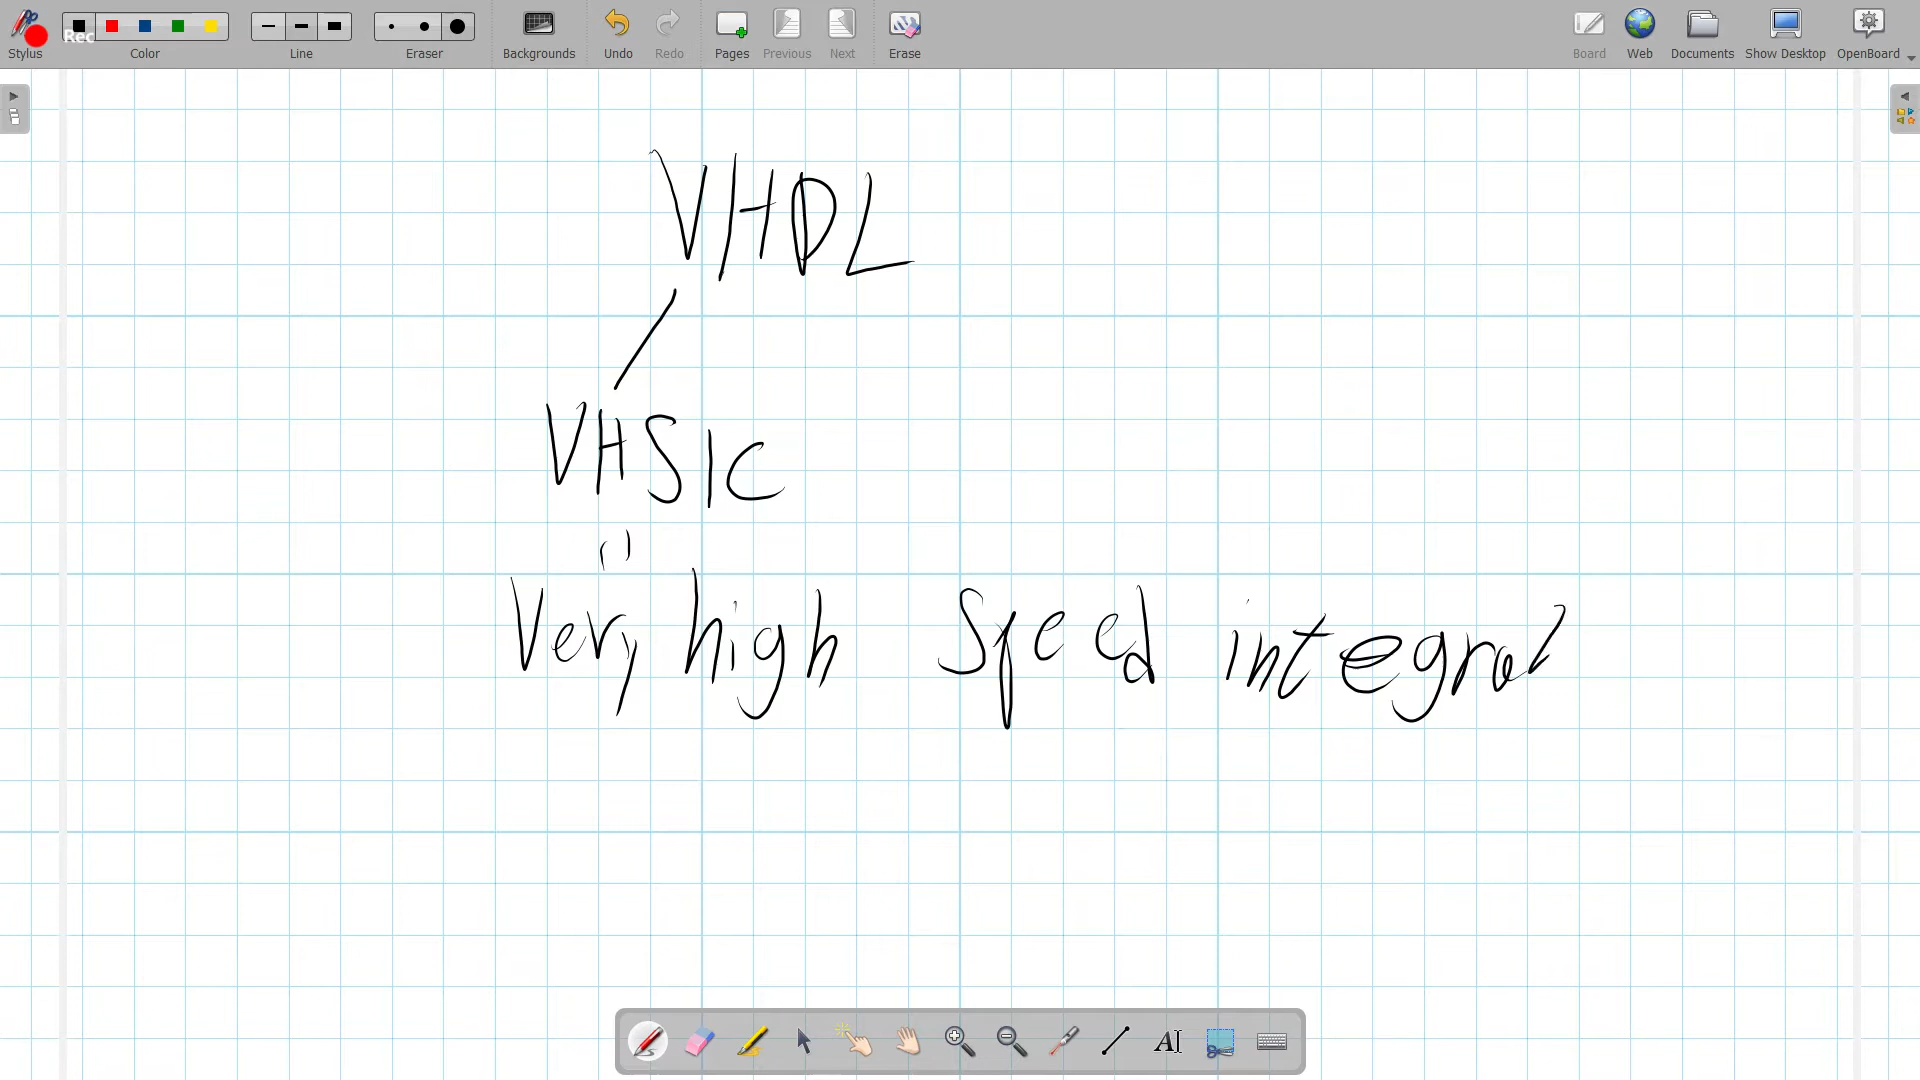 Stylus Rec Color Line Eraser Backgrounds Undo Redo Pages Previous Next Erase Board Web Documents Show Desktop OpenBoard
VHDL
VHSIC
Very high Speed integral
A